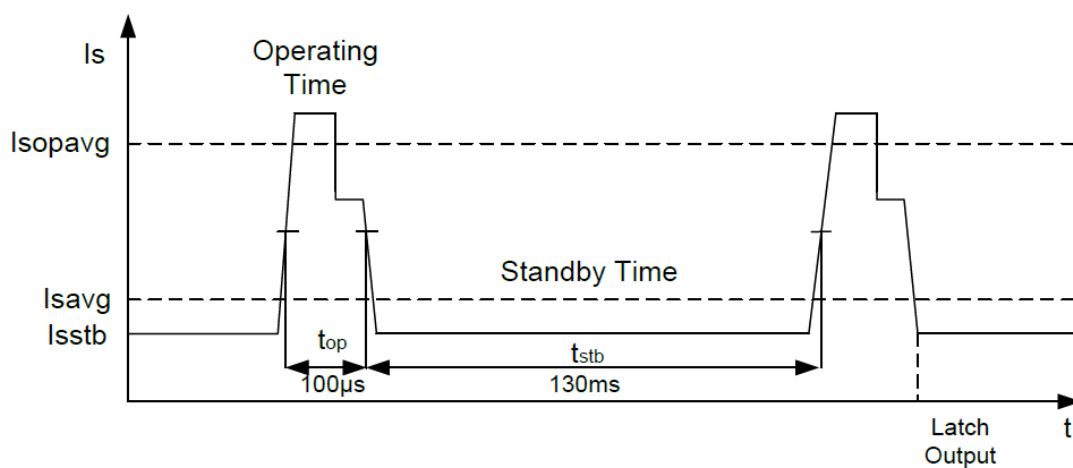 Is
Operating
Time
Isopavg
Standby Time
Isavg
Isstb
top
tstb
100µs
130ms
t
Latch
Output